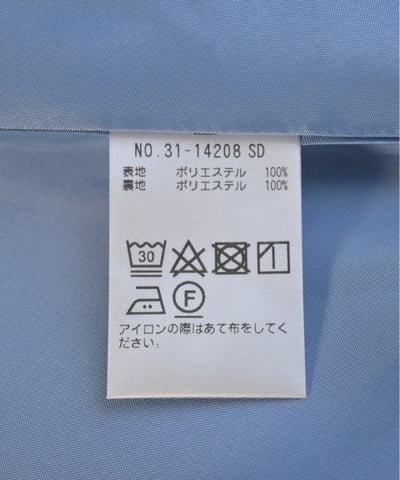 NO.31-14208 SD
表地 ポリエステル 100%
裏地 ポリエステル 100%
30
F
アイロンの際はあて布をしてく
ださい。